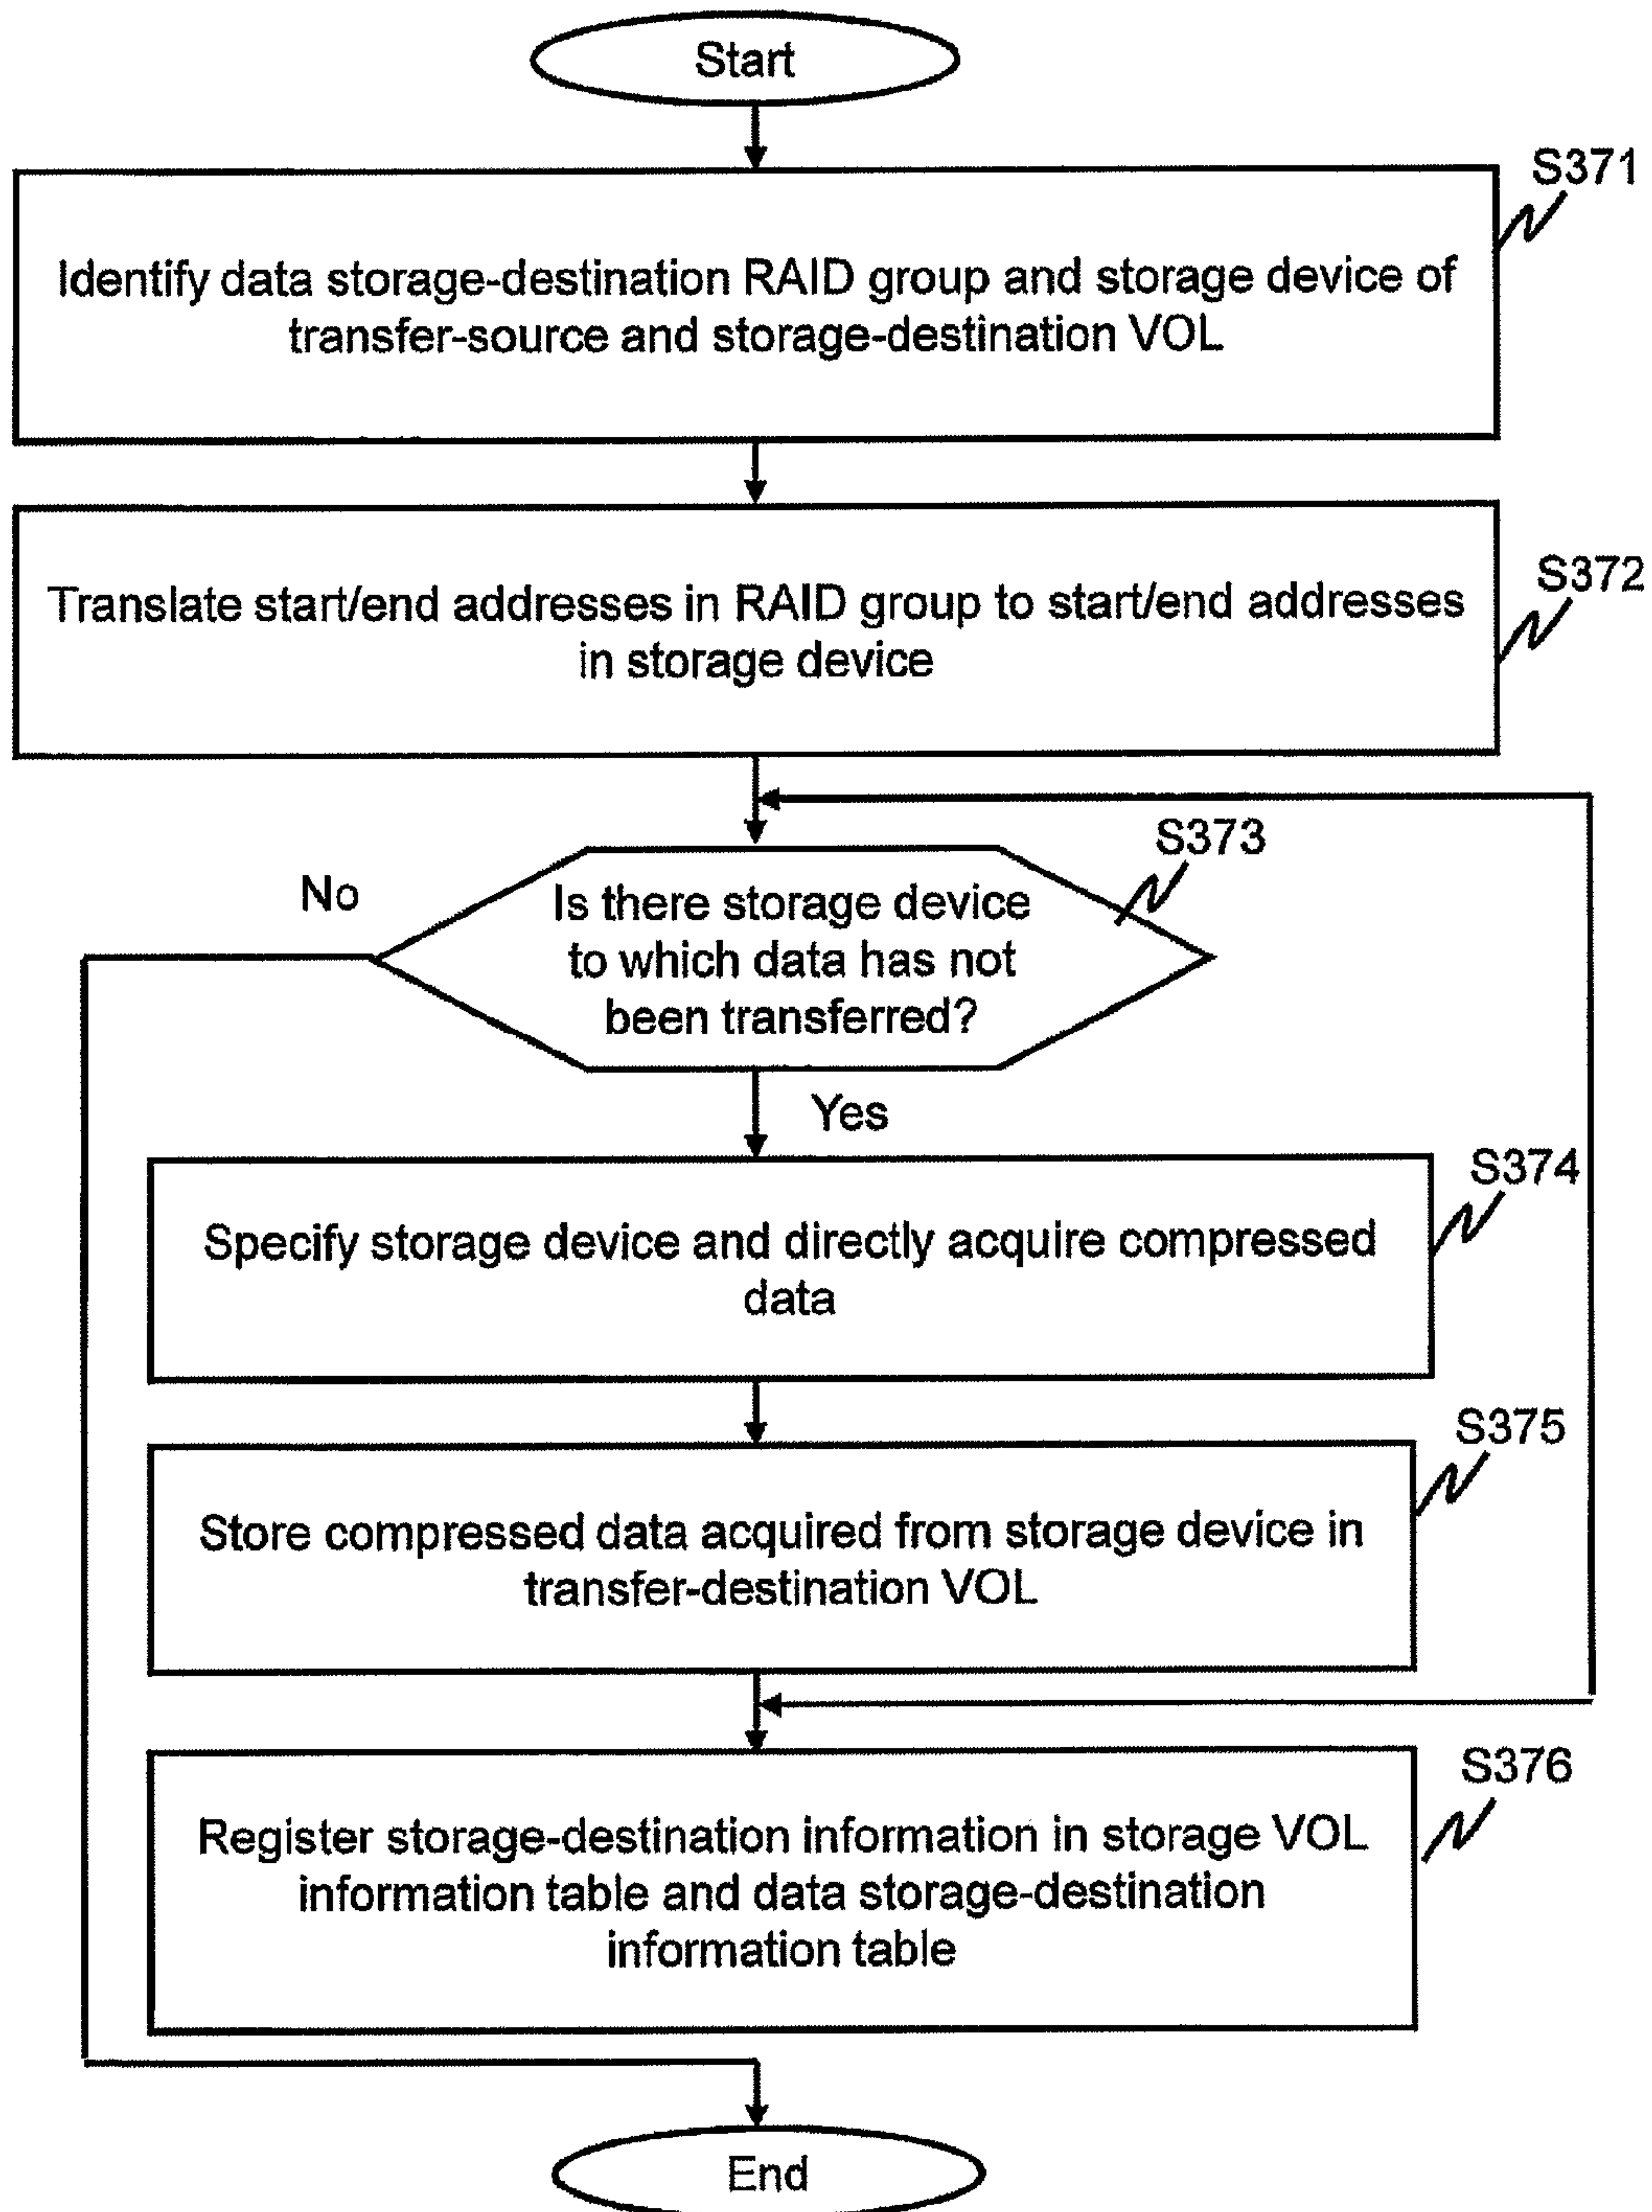 Start
S371
Identify data storage-destination RAID group and storage device of
transfer-source and storage-destination VOL
S372
Translate start/end addresses in RAID group to start/end addresses
in storage device
S373
No
Is there storage device
to which data has not
been transferred?
Yes
S374
Specify storage device and directly acquire compressed
data
S375
Store compressed data acquired from storage device in
transfer-destination VOL
S376
Register storage-destination information in storage VOL
information table and data storage-destination
information table
End